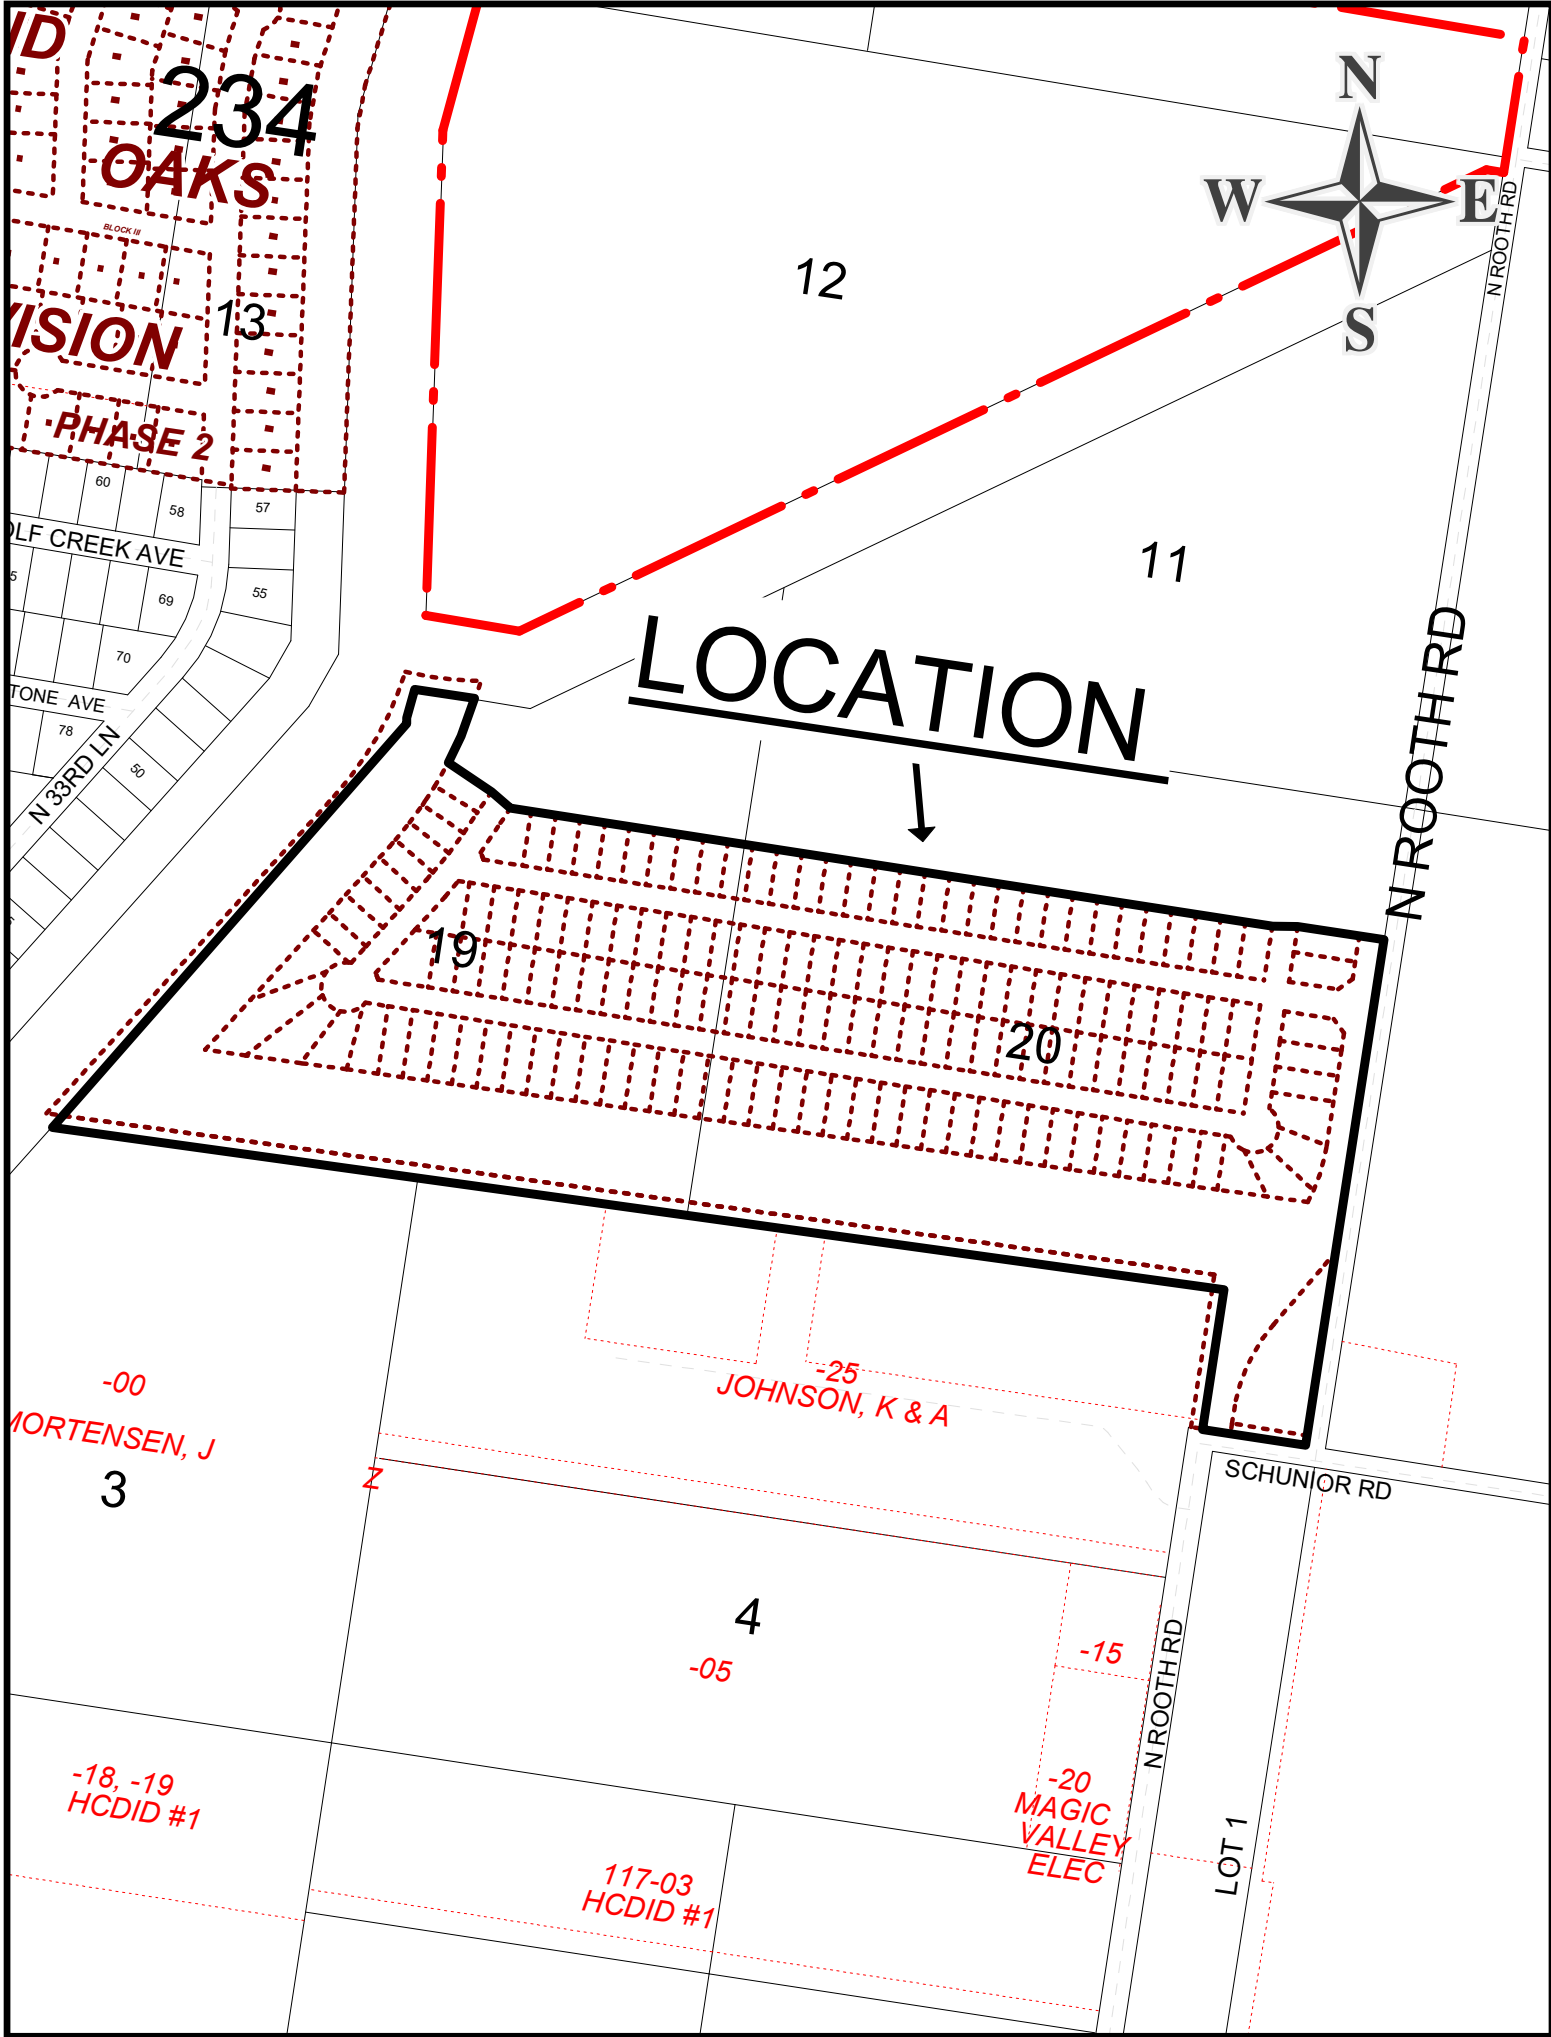 ID
234
OAKS
BLOCK III
13
VISION
PHASE 2
60
58
57
OLF CREEK AVE
5
69
55
70
TONE AVE
78
50
N 33RD LN
N
W
E
S
N ROOTH RD
12
11
LOCATION
N ROOTH RD
19
20
-00
MORTENSEN, J
3
-25
JOHNSON, K & A
Z
SCHUNIOR RD
4
-05
-15
N ROOTH RD
-18, -19
HCDID #1
-20
MAGIC
VALLEY
ELEC
LOT 1
117-03
HCDID #1